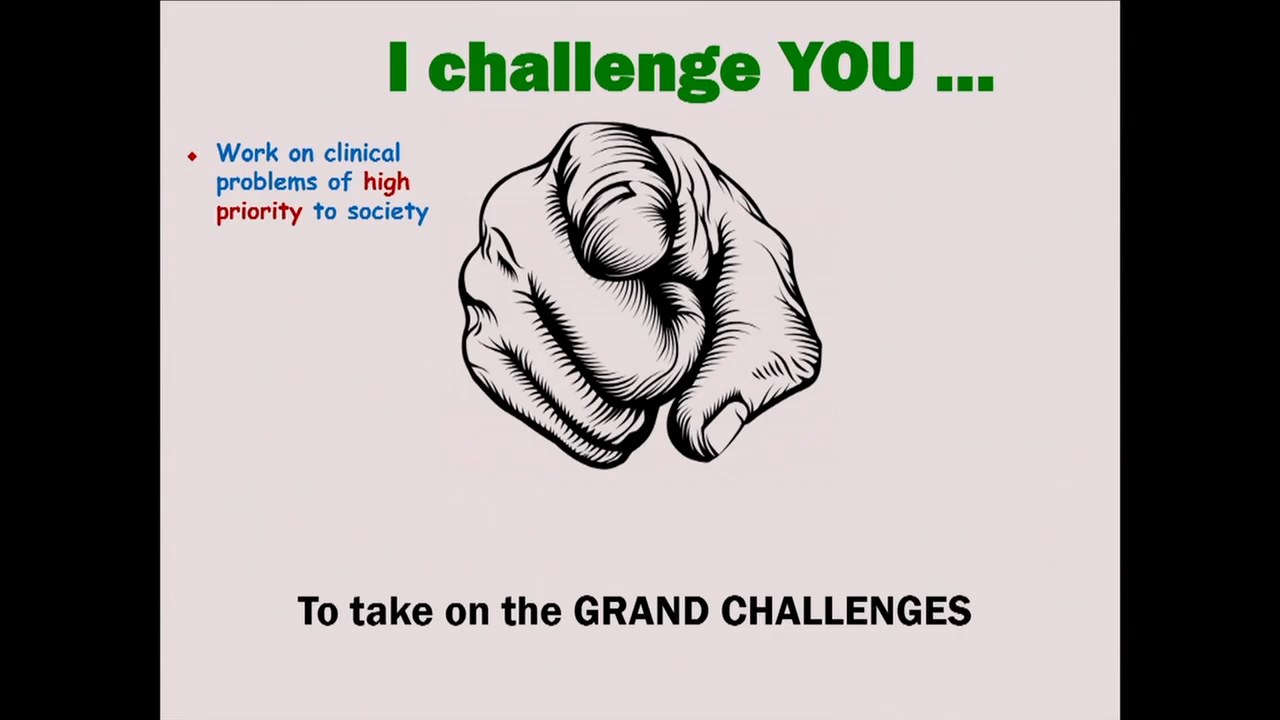 I challenge YOU ...
Work on clinical
problems of high
priority to society
To take on the GRAND CHALLENGES